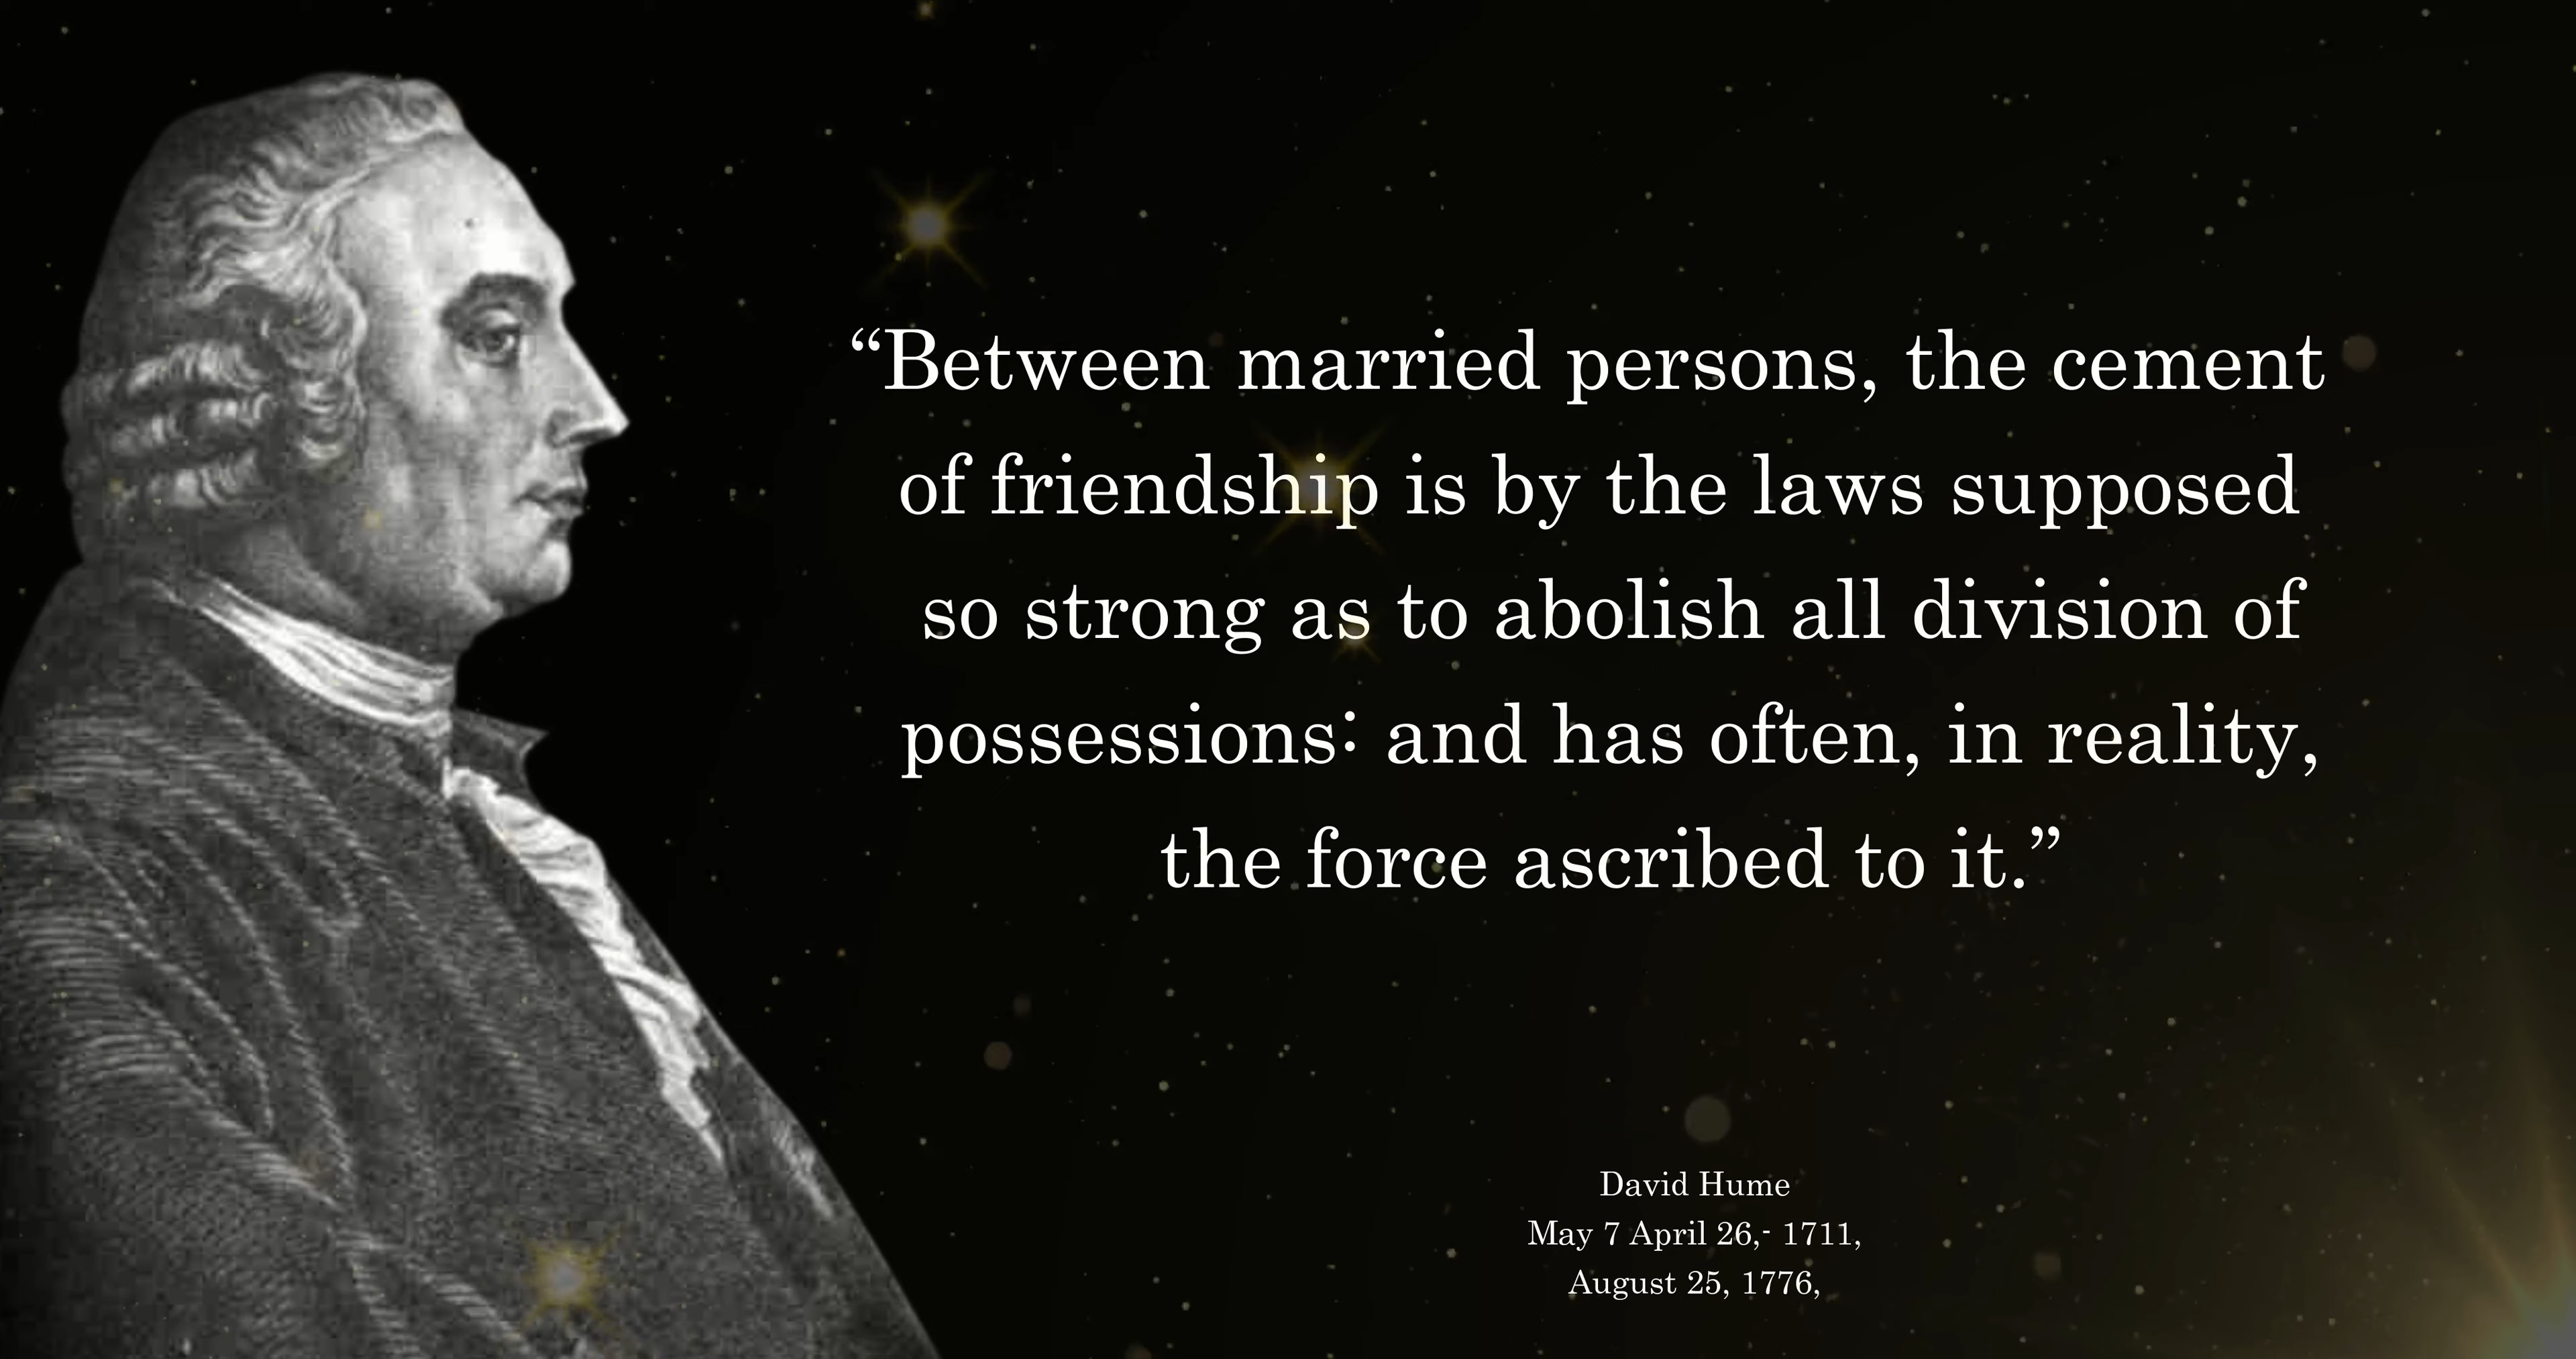 “Between married persons, the cement
of friendship is by the laws supposed
so strong as to abolish all division of
possessions: and has often, in reality,
the force ascribed to it.”
David Hume
May 7 April 26,- 1711,
August 25, 1776,